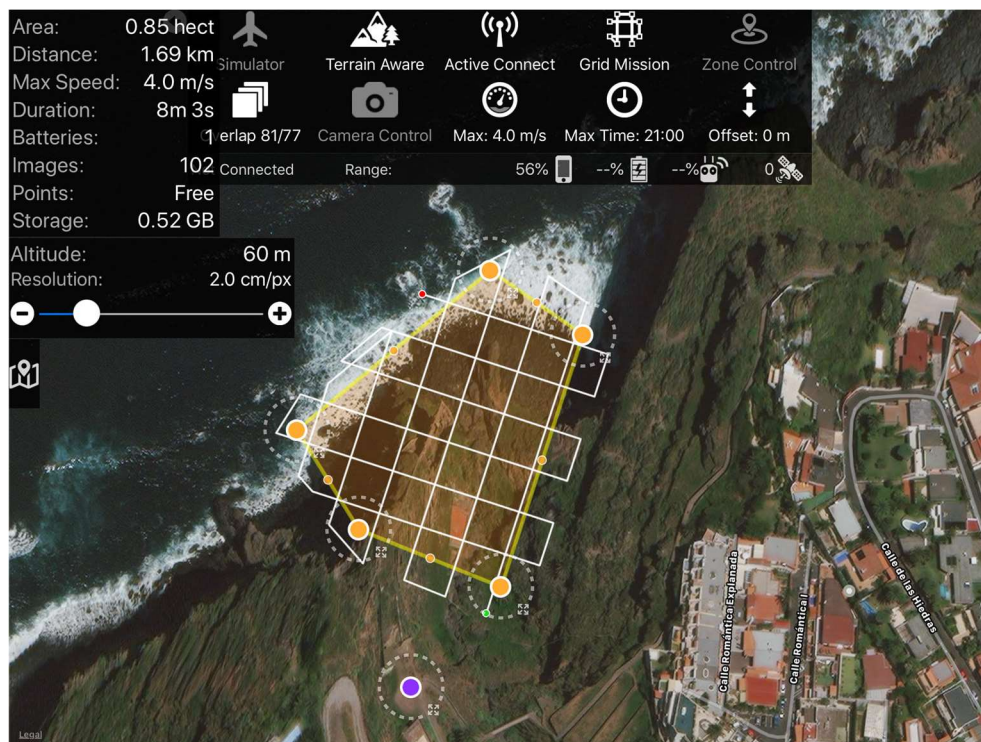 Area: 0.85 hect
Distance: 1.69 km
Max Speed: 4.0 m/s
Duration: 8m 3s
Batteries: 1
Images: 102
Points: Free
Storage: 0.52 GB
Altitude: 60 m
Resolution: 2.0 cm/px
Simulator Terrain Aware Active Connect Grid Mission Zone Control
erlap 81/77 Camera Control Max: 4.0 m/s Max Time: 21:00 Offset: 0 m
Connected Range: 56% --% --% 0
Calle Romántica Explanada
Calle Romántica I
Calle de las Hiedras
Legal